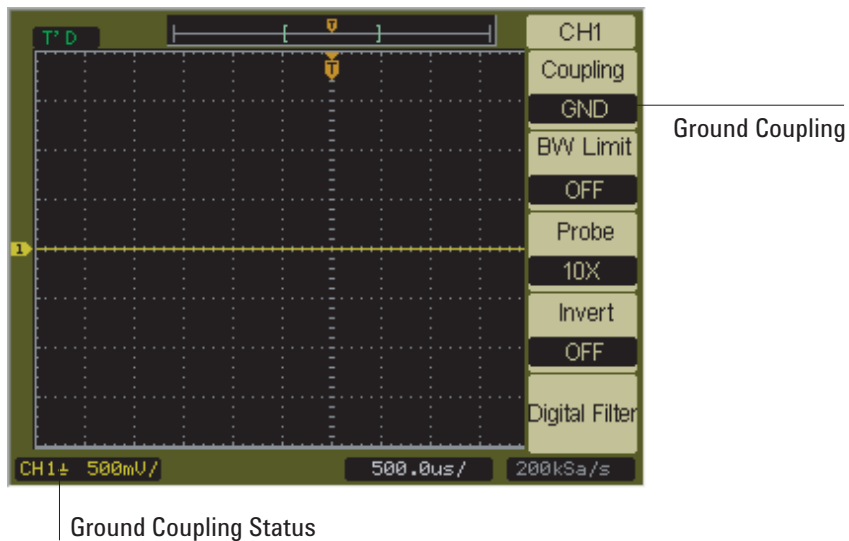 T’D
T
CH1
T
Coupling
GND
Ground Coupling
BW Limit
OFF
Probe
1
10X
Invert
OFF
Digital Filter
CH1⏚ 500mV/
500.0us/
200kSa/s
Ground Coupling Status